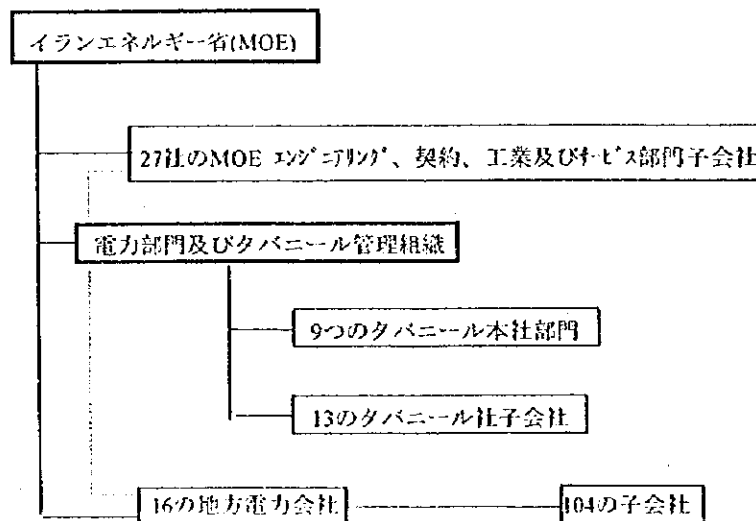 イランエネルギー省(MOE)
27社のMOE ｴﾝｼﾞﾆｱﾘﾝｸﾞ、契約、工業及びｻｰﾋﾞｽ部門子会社
電力部門及びタバニール管理組織
9つのタバニール本社部門
13のタバニール社子会社
16の地方電力会社
104の子会社